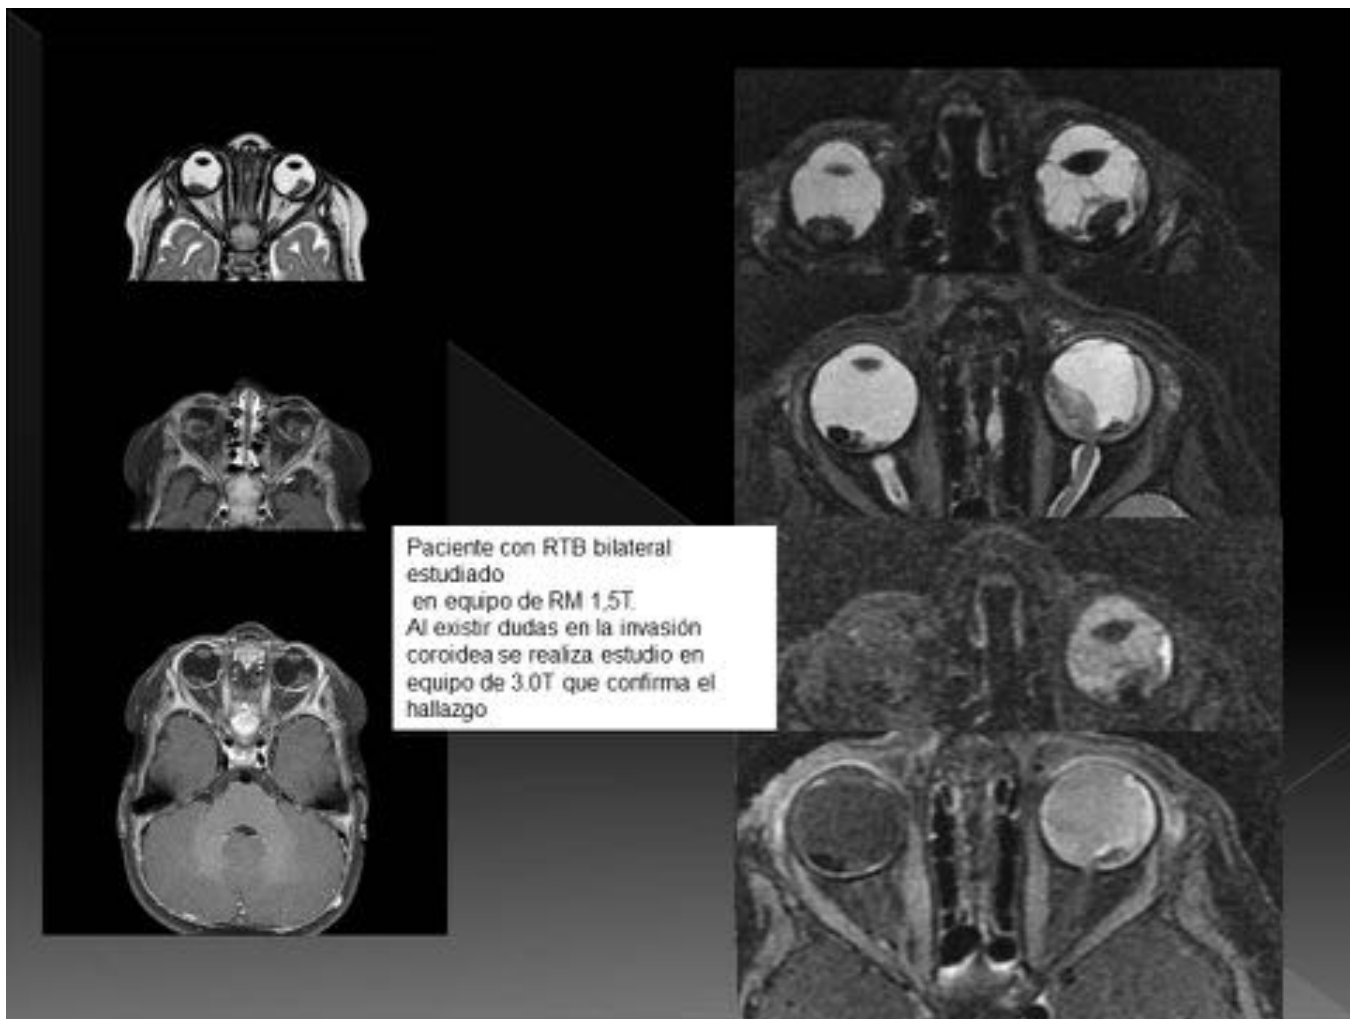 Paciente con RTB bilateral
estudiado
en equipo de RM 1,5T.
Al existir dudas en la invasión
coroidea se realiza estudio en
equipo de 3.0T que confirma el
hallazgo